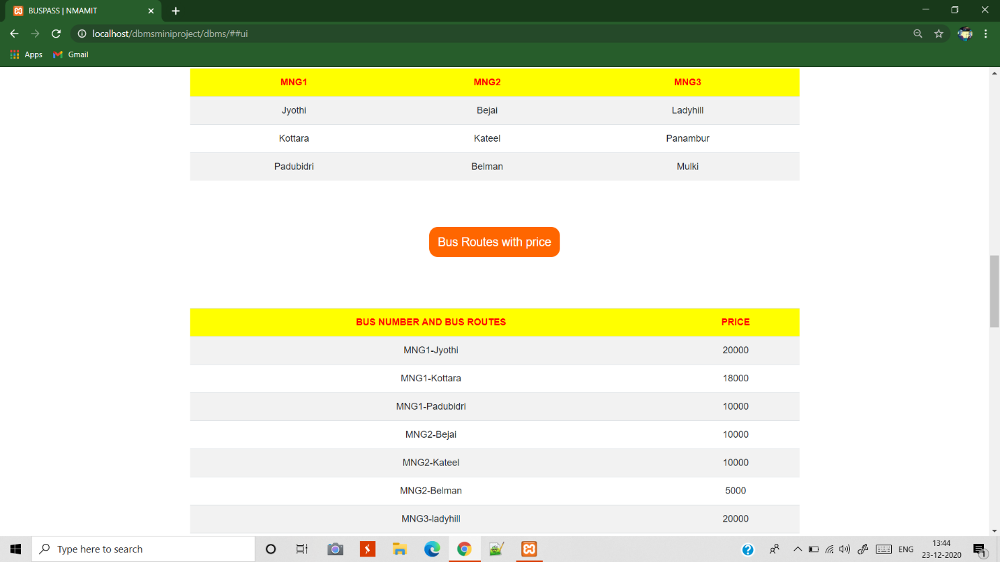 BUSPASS | NMAMIT
localhost/dbmsminiproject/dbms/##ui
Apps Gmail
MNG1 MNG2 MNG3
Jyothi Bejai Ladyhill
Kottara Kateel Panambur
Padubidri Belman Mulki
Bus Routes with price
BUS NUMBER AND BUS ROUTES PRICE
MNG1-Jyothi 20000
MNG1-Kottara 18000
MNG1-Padubidri 10000
MNG2-Bejai 10000
MNG2-Kateel 10000
MNG2-Belman 5000
MNG3-ladyhill 20000
Type here to search
ENG
13:44
23-12-2020
1